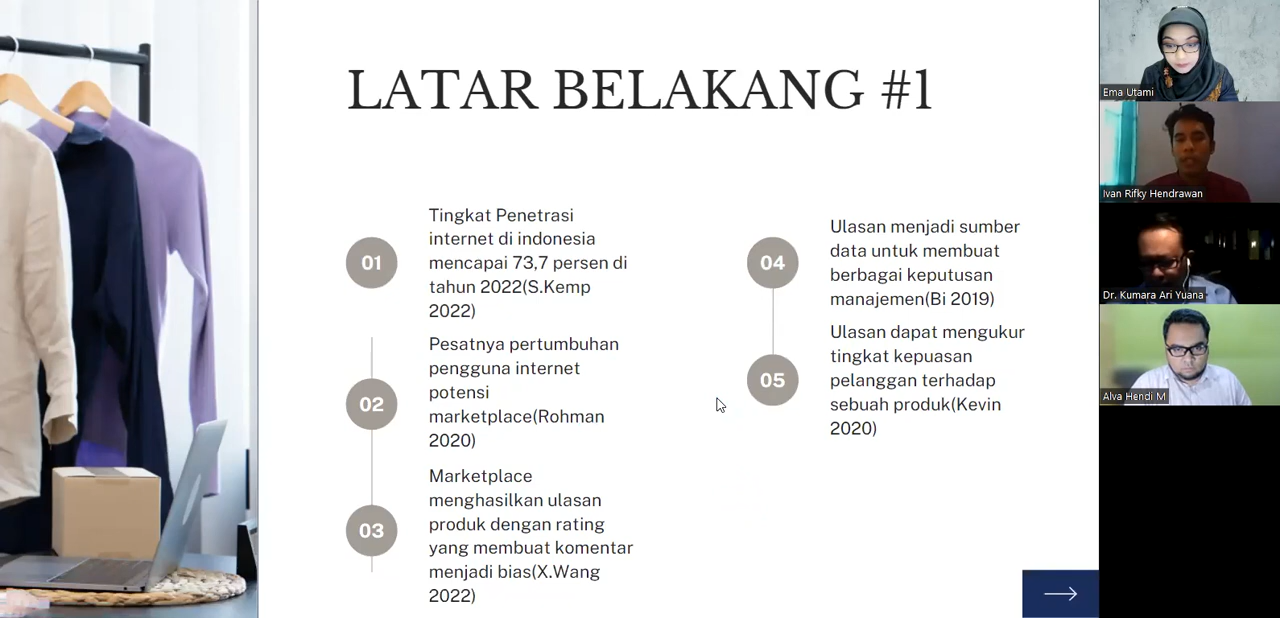 LATAR BELAKANG #1
01
Tingkat Penetrasi
internet di indonesia
mencapai 73,7 persen di
tahun 2022(S.Kemp
2022)
02
Pesatnya pertumbuhan
pengguna internet
potensi
marketplace(Rohman
2020)
03
Marketplace
menghasilkan ulasan
produk dengan rating
yang membuat komentar
menjadi bias(X.Wang
2022)
04
Ulasan menjadi sumber
data untuk membuat
berbagai keputusan
manajemen(Bi 2019)
05
Ulasan dapat mengukur
tingkat kepuasan
pelanggan terhadap
sebuah produk(Kevin
2020)
Ema Utami
Ivan Rifky Hendrawan
Dr. Kumara Ari Yuana
Alva Hendi M